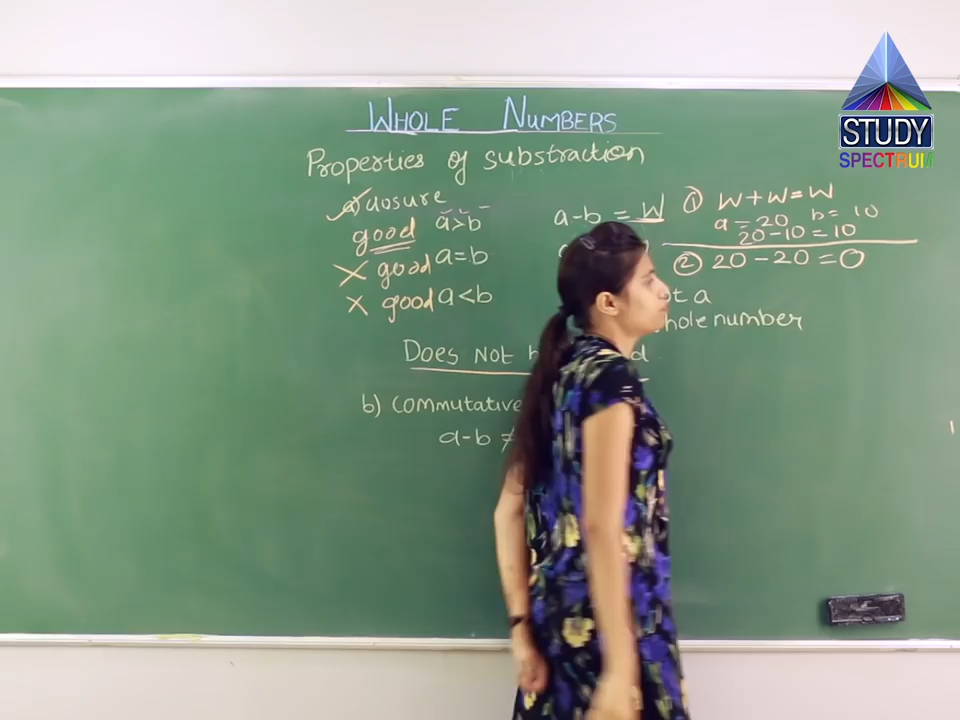 WHOLE NUMBERS
Properties of substraction
a) closure
good a>b
a-b = W
① W+W=W
a=20 b=10
20-10=10
X good a=b
② 20-20=0
X good a<b
t a
hole number
DOES NOT
d
b) commutative
a-b ≠
STUDY
SPECTRUM